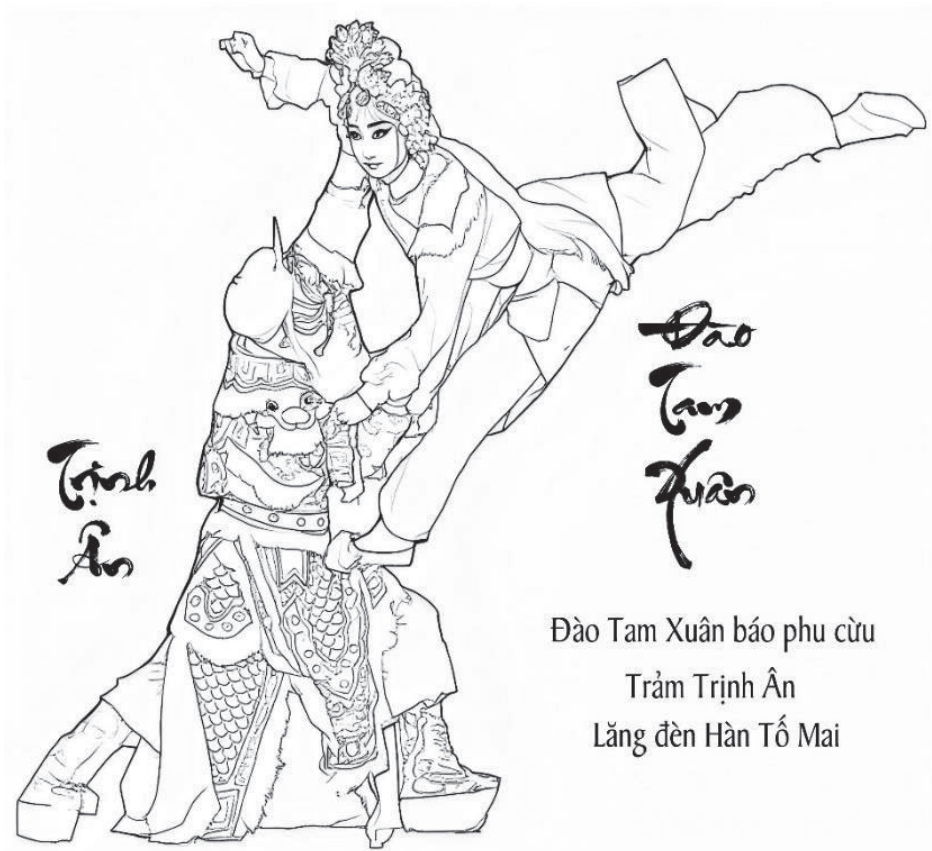 Đào
Tam
Xuân
Trịnh
Ân
Đào Tam Xuân báo phu cừu
Trảm Trịnh Ân
Lăng đèn Hàn Tố Mai